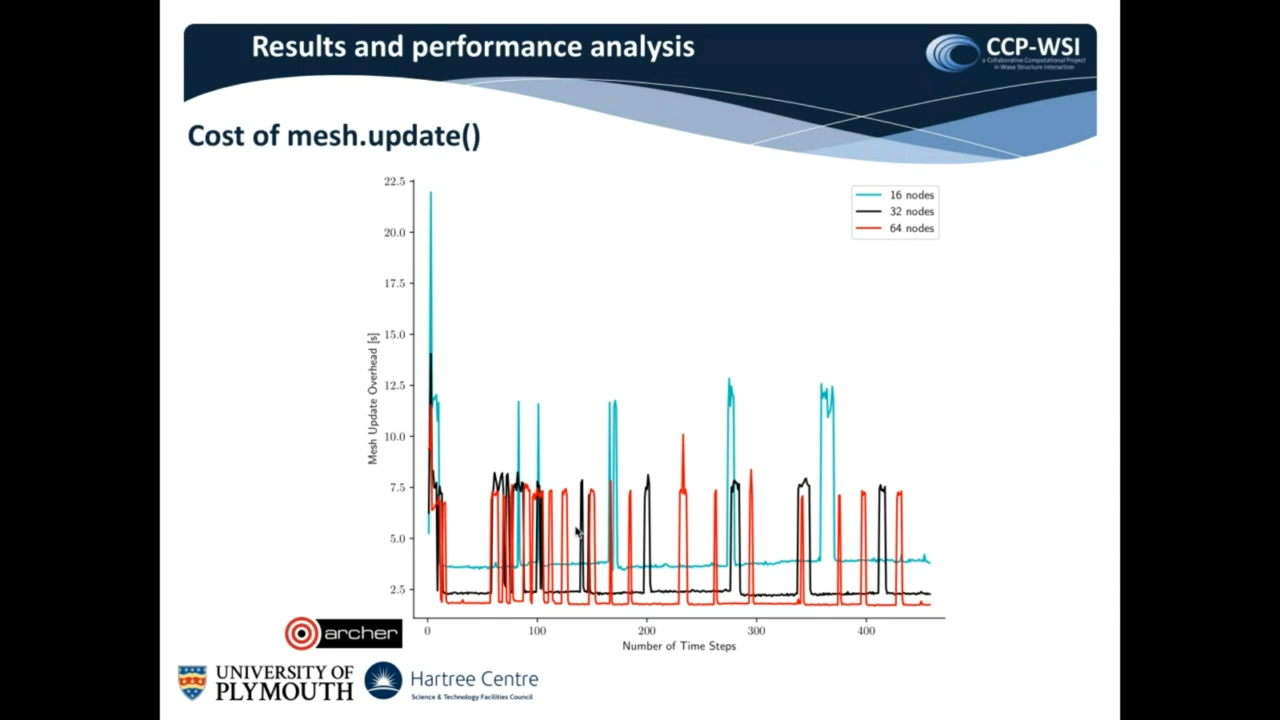 Results and performance analysis
CCP-WSI
a Collaborative Computational Project
in Wave Structure Interaction
Cost of mesh.update()
22.5
20.0
17.5
15.0
12.5
10.0
7.5
5.0
2.5
Mesh Update Overhead [s]
16 nodes
32 nodes
64 nodes
0
100
200
300
400
Number of Time Steps
archer
UNIVERSITY OF
PLYMOUTH
Hartree Centre
Science & Technology Facilities Council